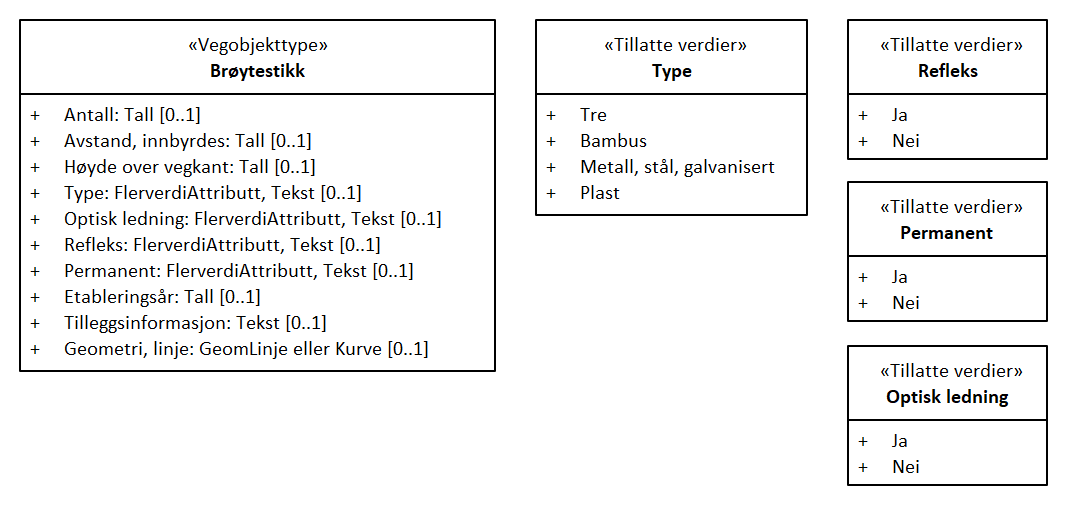 «Vegobjekttype»
Brøytestikk
+ Antall: Tall [0..1]
+ Avstand, innbyrdes: Tall [0..1]
+ Høyde over vegkant: Tall [0..1]
+ Type: FlerverdiAttributt, Tekst [0..1]
+ Optisk ledning: FlerverdiAttributt, Tekst [0..1]
+ Refleks: FlerverdiAttributt, Tekst [0..1]
+ Permanent: FlerverdiAttributt, Tekst [0..1]
+ Etableringsår: Tall [0..1]
+ Tilleggsinformasjon: Tekst [0..1]
+ Geometri, linje: GeomLinje eller Kurve [0..1]
«Tillatte verdier»
Type
+ Tre
+ Bambus
+ Metall, stål, galvanisert
+ Plast
«Tillatte verdier»
Refleks
+ Ja
+ Nei
«Tillatte verdier»
Permanent
+ Ja
+ Nei
«Tillatte verdier»
Optisk ledning
+ Ja
+ Nei